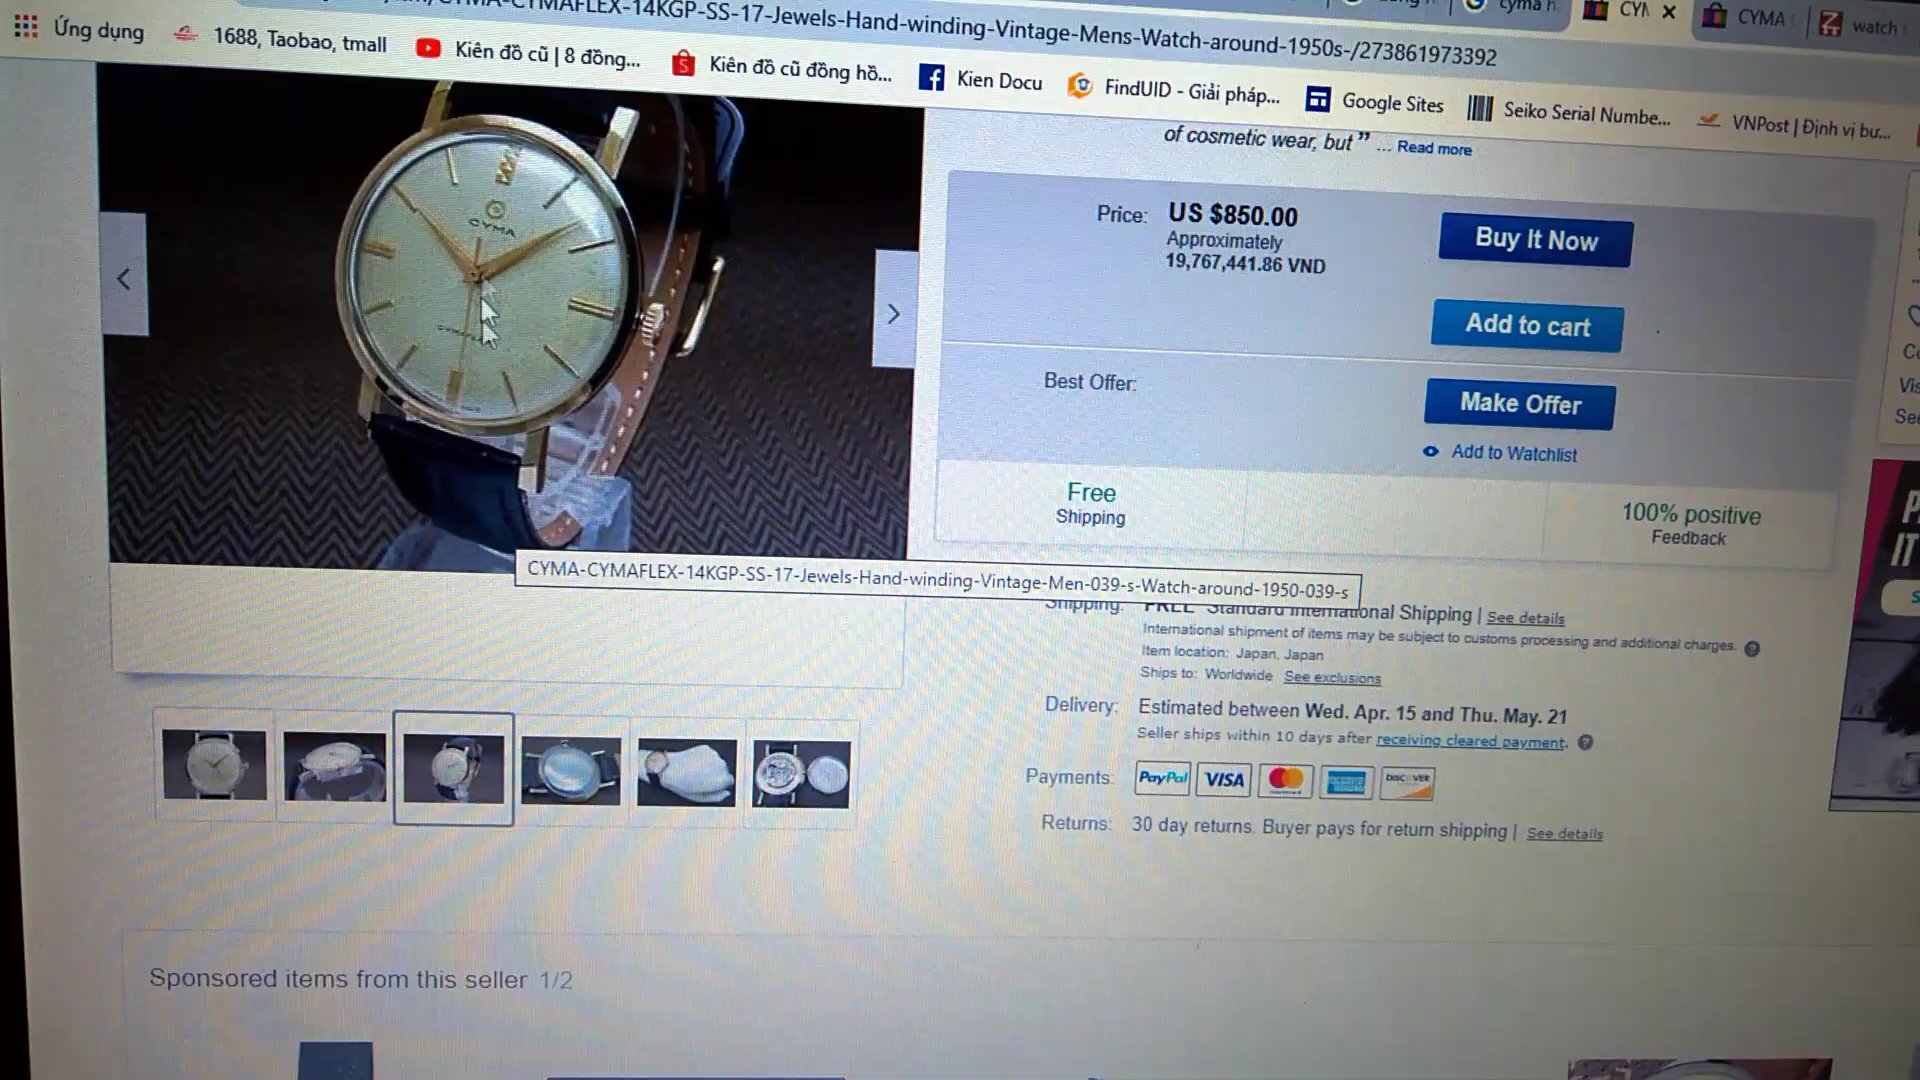 -CYMAFLEX-14KGP-SS-17-Jewels-Hand-winding-Vintage-Mens-Watch-around-1950s-/273861973392
cyma h
CYM
CYMA
watch
Ứng dụng
1688, Taobao, tmall
Kiên đồ cũ | 8 đồng...
Kiên đồ cũ đồng hồ...
Kien Docu
FindUID - Giải pháp...
Google Sites
Seiko Serial Numbe...
VNPost | Định vị bư...
of cosmetic wear, but ” ... Read more
Price:
US $850.00
Approximately
19,767,441.86 VND
Buy It Now
Add to cart
Best Offer:
Make Offer
Add to Watchlist
CYMA
Free
Shipping
100% positive
Feedback
CYMA-CYMAFLEX-14KGP-SS-17-Jewels-Hand-winding-Vintage-Men-039-s-Watch-around-1950-039-s
Shipping:
FREE Standard International Shipping | See details
International shipment of items may be subject to customs processing and additional charges.
Item location: Japan, Japan
Ships to: Worldwide See exclusions
Delivery:
Estimated between Wed. Apr. 15 and Thu. May. 21
Seller ships within 10 days after receiving cleared payment.
Payments:
PayPal
VISA
DISCOVER
Returns:
30 day returns. Buyer pays for return shipping | See details
Sponsored items from this seller 1/2